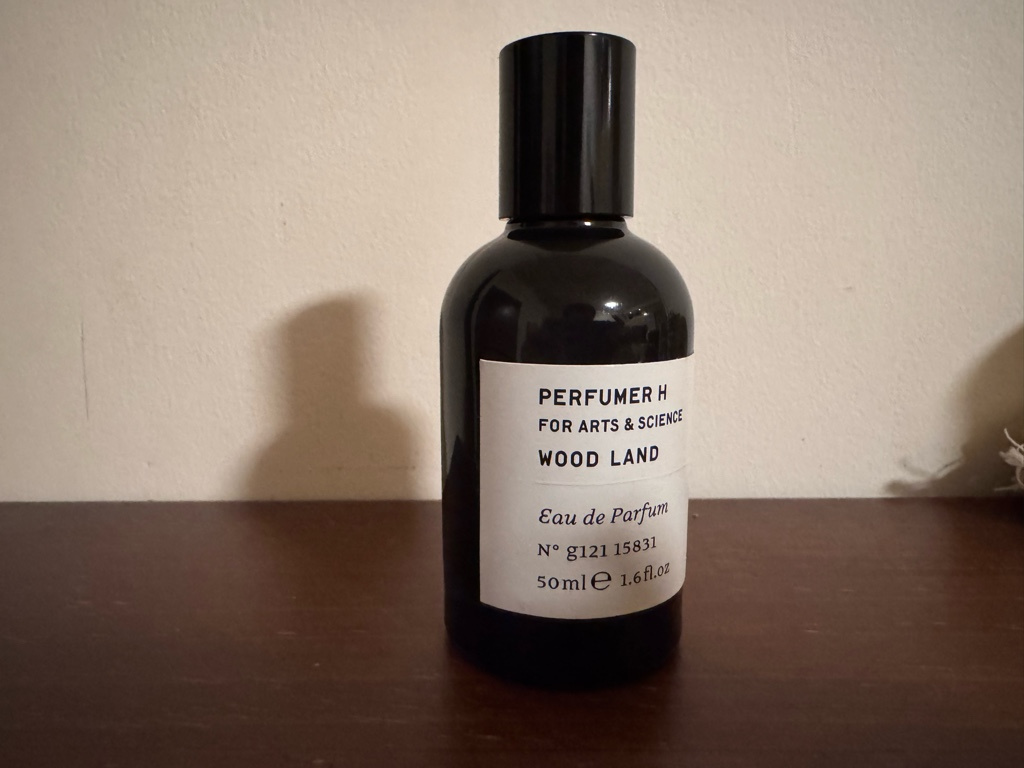 PERFUMER H
FOR ARTS & SCIENCE
WOOD LAND
Eau de Parfum
N° g121 15831
50ml ℮ 1.6fl.oz